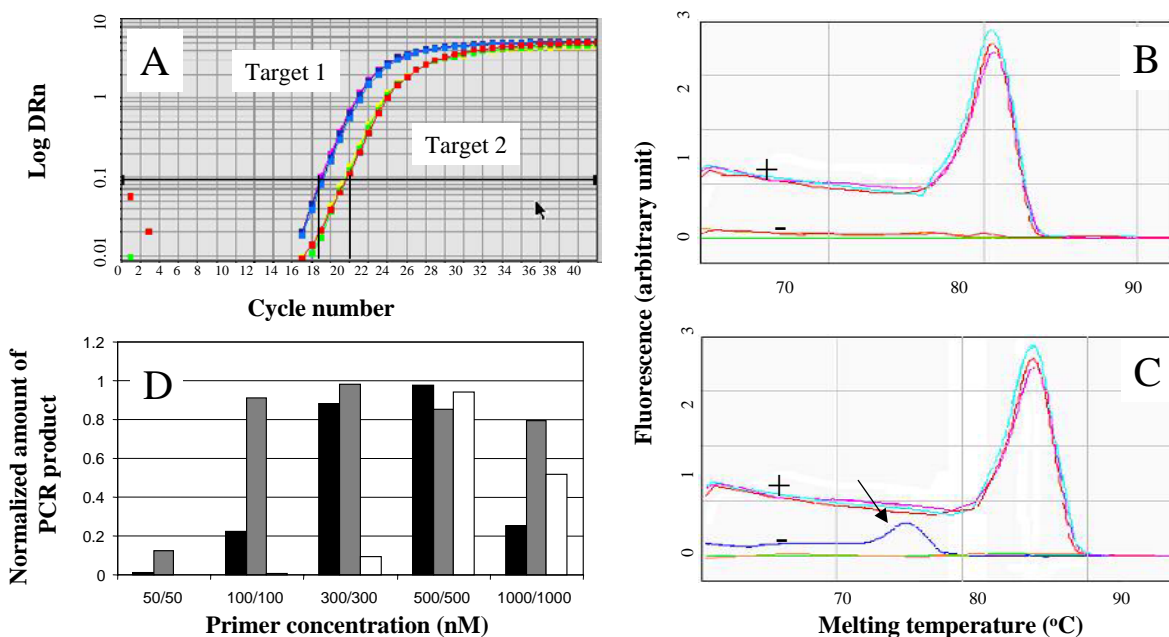 A
Target 1
Target 2
Log DRn
10
1
0.1
0.01
0 2 4 6 8 10 12 14 16 18 20 22 24 26 28 30 32 34 36 38 40
Cycle number
B
+
-
3
2
1
0
70 80 90
Fluorescence (arbitrary unit)
C
+
-
3
2
1
0
70 80 90
Melting temperature (oC)
D
Normalized amount of
PCR product
1.2
1
0.8
0.6
0.4
0.2
0
50/50 100/100 300/300 500/500 1000/1000
Primer concentration (nM)